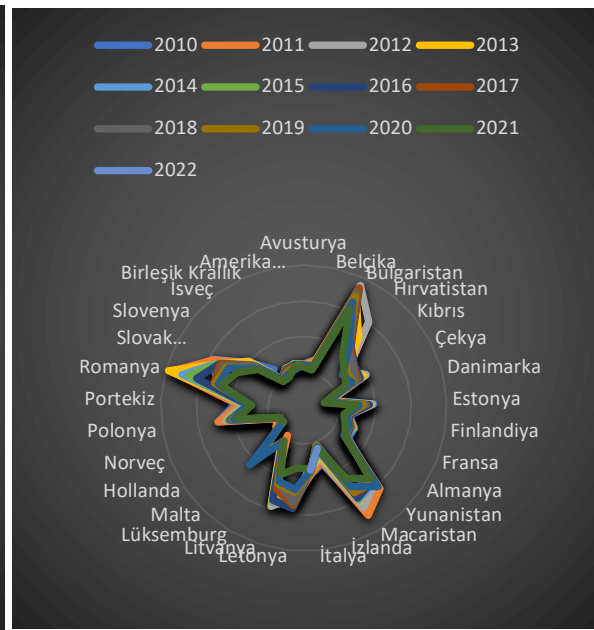 2010 2011 2012 2013
2014 2015 2016 2017
2018 2019 2020 2021
2022
Avusturya
Belçika
Bulgaristan
Hırvatistan
Kıbrıs
Çekya
Danimarka
Estonya
Finlandiya
Fransa
Almanya
Yunanistan
Macaristan
İzlanda
İtalya
Letonya
Litvanya
Lüksemburg
Malta
Hollanda
Norveç
Polonya
Portekiz
Romanya
Slovak...
Slovenya
İsveç
Birleşik Krallık
Amerika...